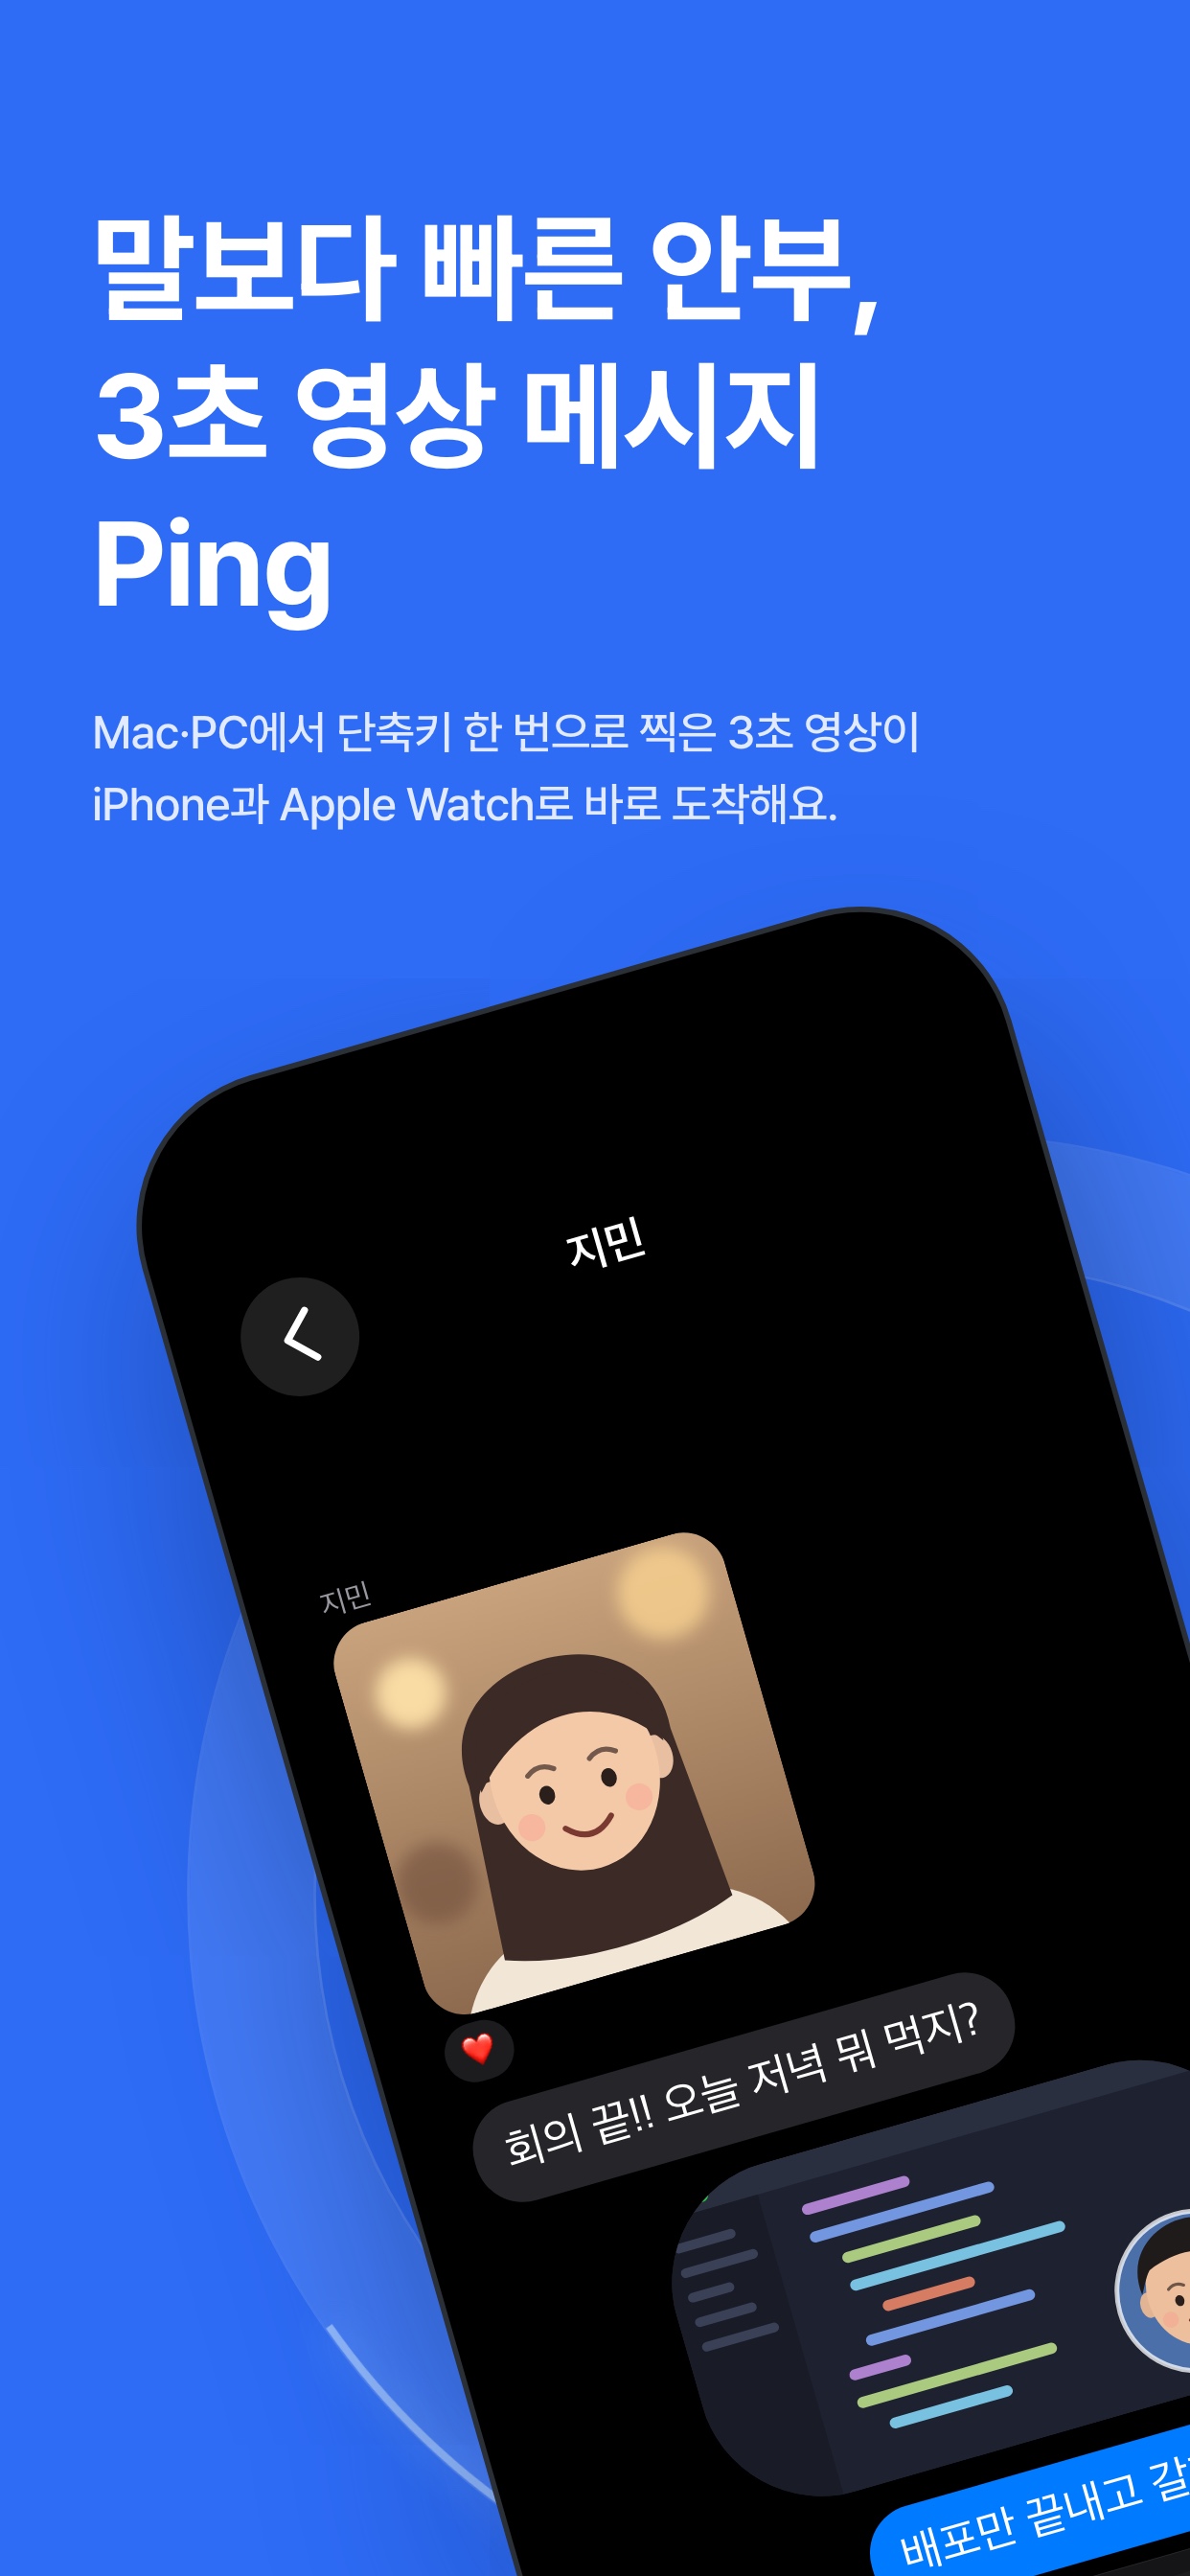 말보다 빠른 안부,
3초 영상 메시지
Ping
Mac·PC에서 단축키 한 번으로 찍은 3초 영상이
iPhone과 Apple Watch로 바로 도착해요.
지민
지민
회의 끝!! 오늘 저녁 뭐 먹지?
배포만 끝내고